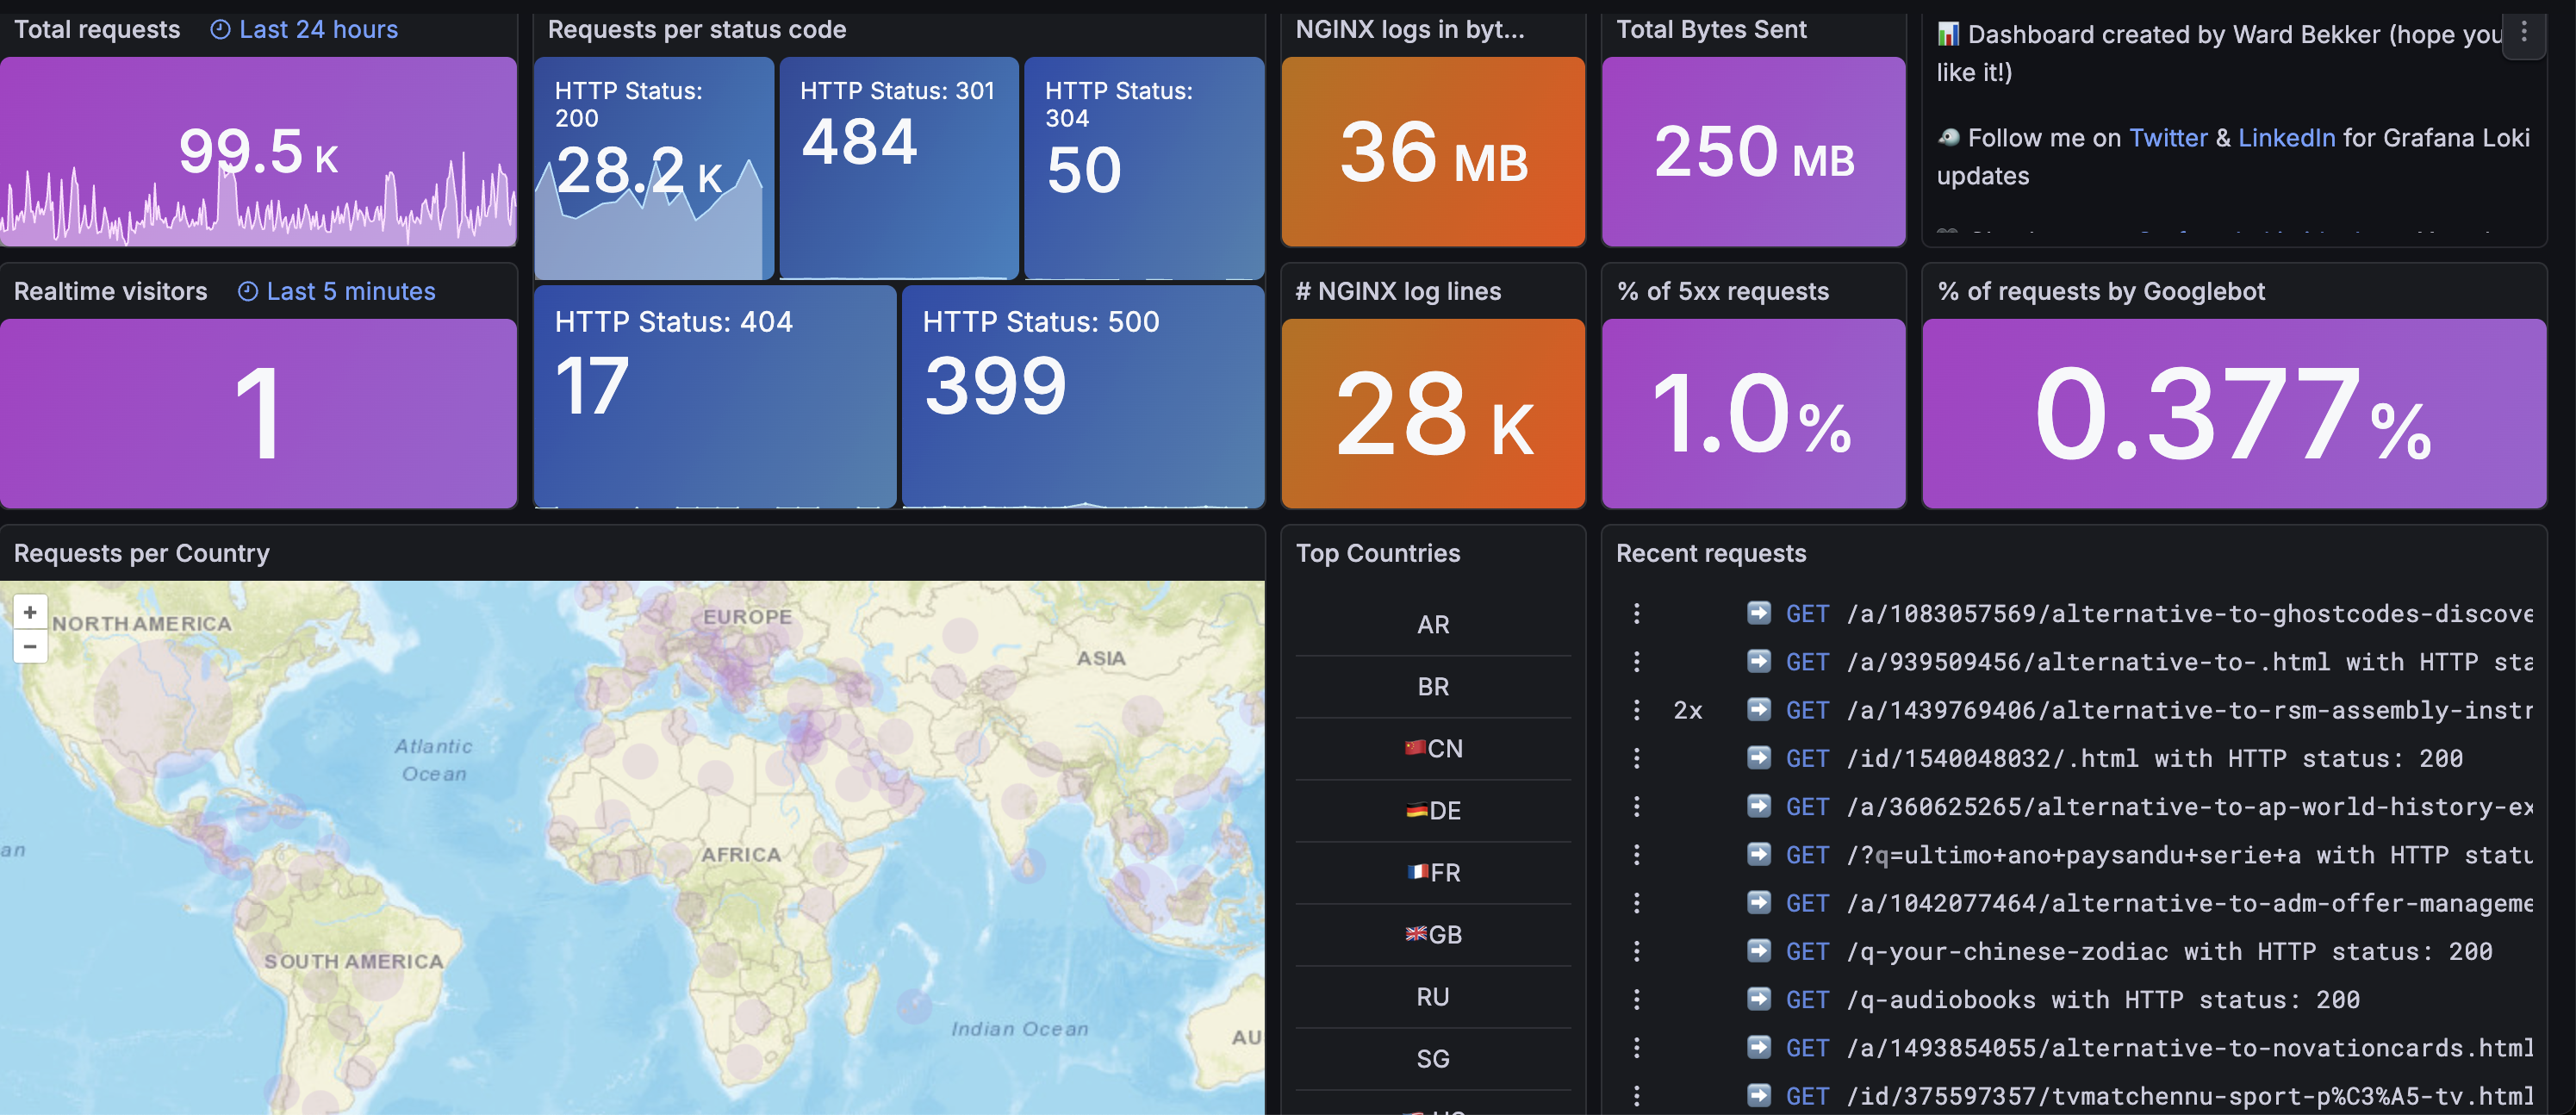 Total requests Last 24 hours
99.5 K
Requests per status code
HTTP Status:
200
28.2 K
HTTP Status: 301
484
HTTP Status:
304
50
HTTP Status: 404
17
HTTP Status: 500
399
NGINX logs in byt...
36 MB
Total Bytes Sent
250 MB
📊 Dashboard created by Ward Bekker (hope you
like it!)
Follow me on Twitter & LinkedIn for Grafana Loki
updates
Realtime visitors Last 5 minutes
1
# NGINX log lines
28 K
% of 5xx requests
1.0%
% of requests by Googlebot
0.377%
Requests per Country
+
−
NORTH AMERICA
EUROPE
ASIA
Atlantic
Ocean
an
AFRICA
SOUTH AMERICA
Indian Ocean
AU
Top Countries
AR
BR
🇨🇳CN
🇩🇪DE
🇫🇷FR
🇬🇧GB
RU
SG
Recent requests
➡️ GET /a/1083057569/alternative-to-ghostcodes-discove
➡️ GET /a/939509456/alternative-to-.html with HTTP sta
2x ➡️ GET /a/1439769406/alternative-to-rsm-assembly-instr
➡️ GET /id/1540048032/.html with HTTP status: 200
➡️ GET /a/360625265/alternative-to-ap-world-history-ex
➡️ GET /?q=ultimo+ano+paysandu+serie+a with HTTP statu
➡️ GET /a/1042077464/alternative-to-adm-offer-manageme
➡️ GET /q-your-chinese-zodiac with HTTP status: 200
➡️ GET /q-audiobooks with HTTP status: 200
➡️ GET /a/1493854055/alternative-to-novationcards.html
➡️ GET /id/375597357/tvmatchennu-sport-p%C3%A5-tv.html